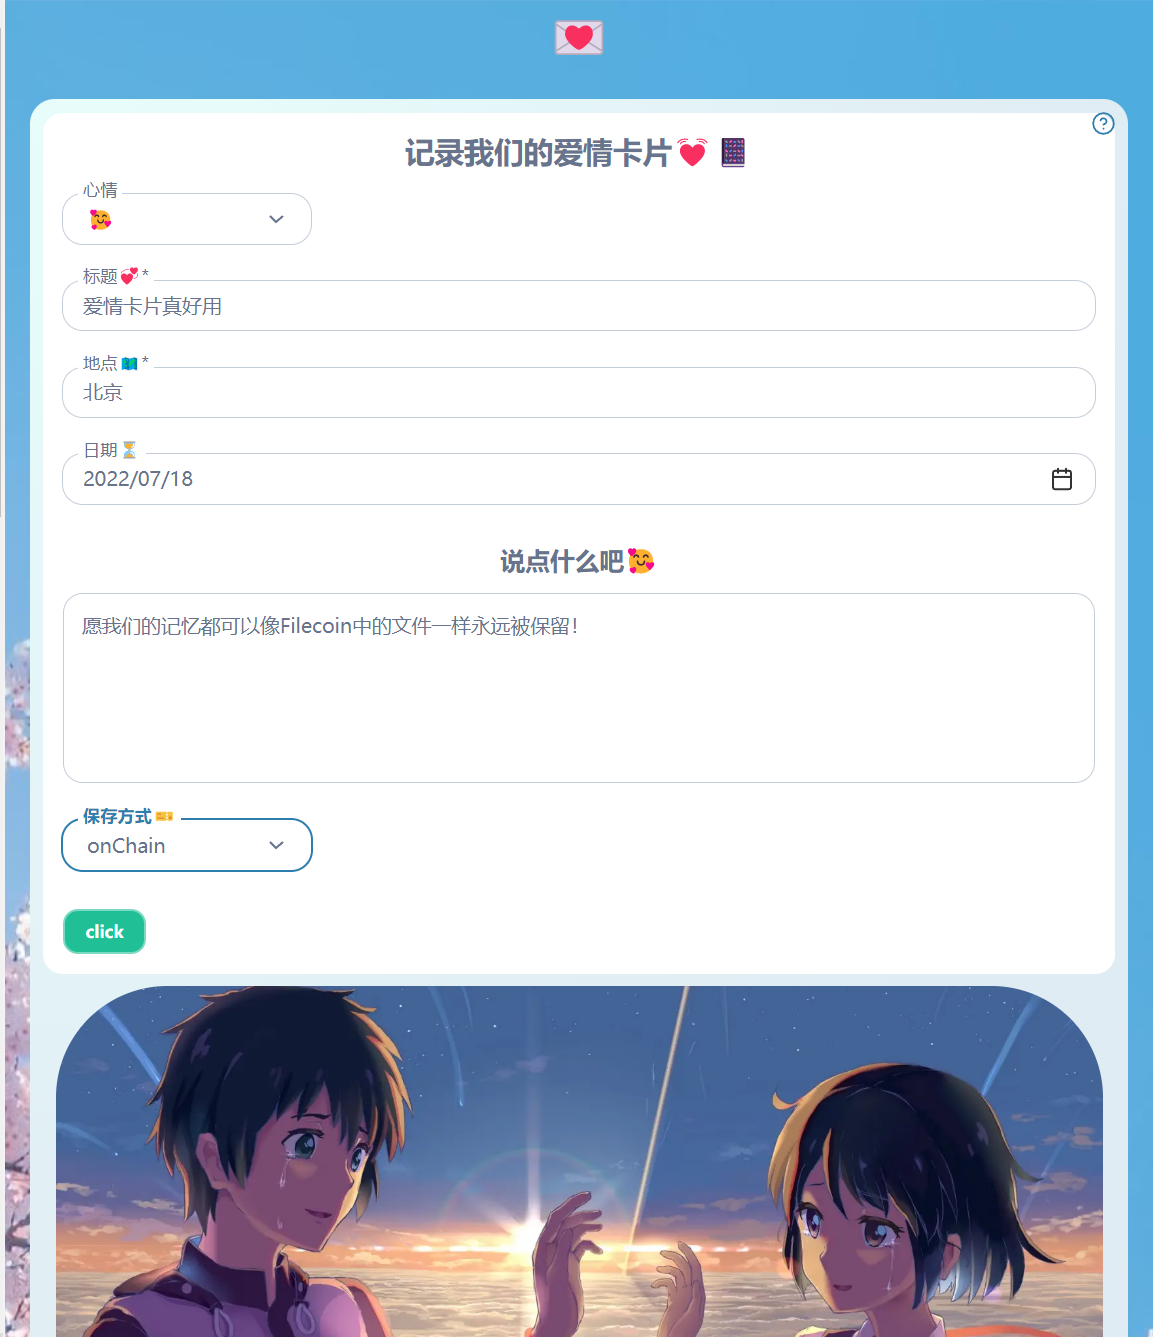 记录我们的爱情卡片💓 📓
心情
🥰
标题💞*
爱情卡片真好用
地点🗺️*
北京
日期⏳
2022/07/18
说点什么吧🥰
愿我们的记忆都可以像Filecoin中的文件一样永远被保留！
保存方式🎫
onChain
click